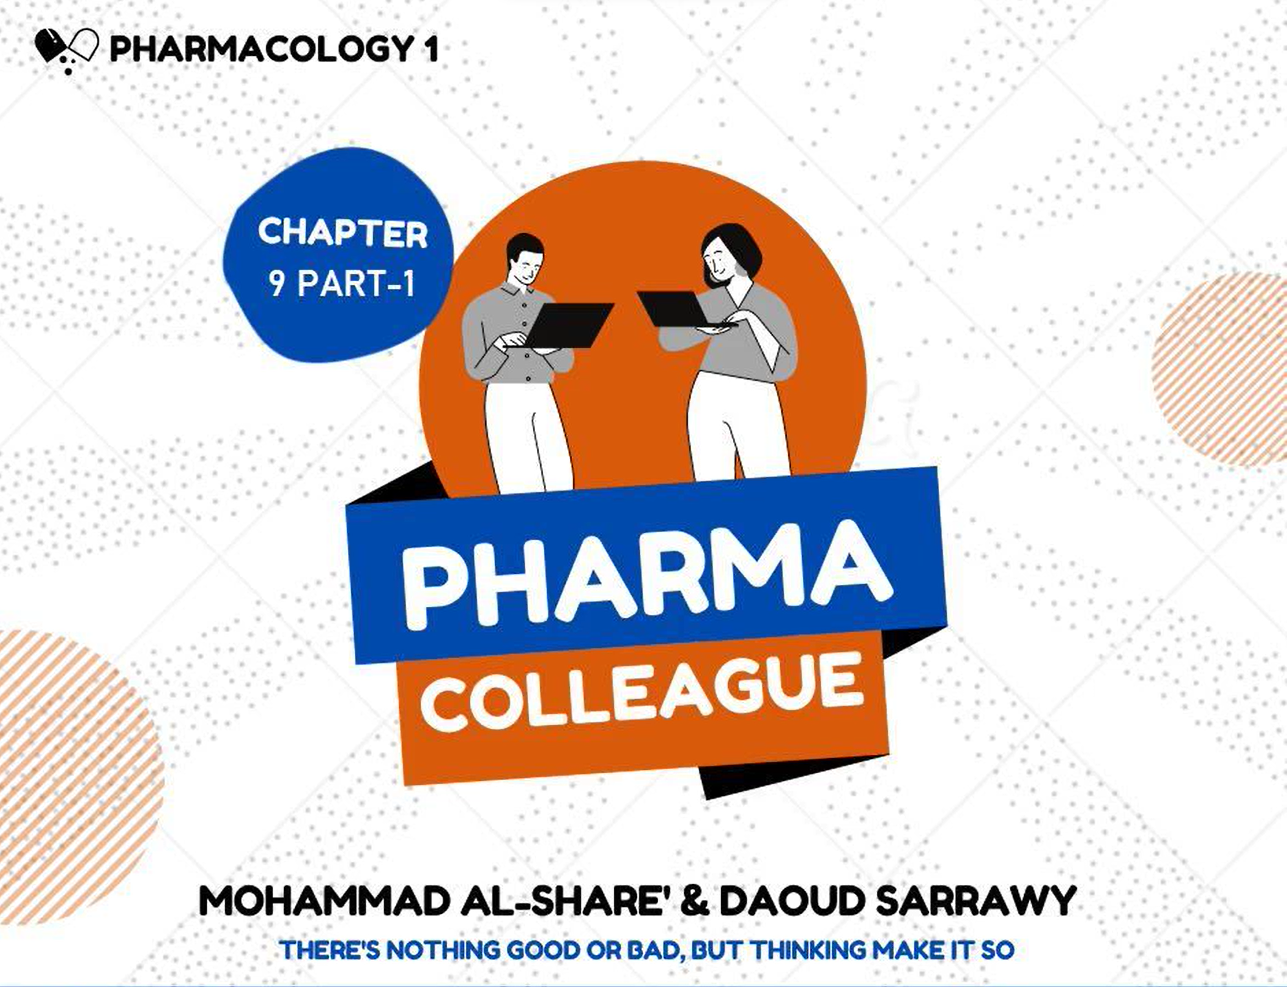 PHARMACOLOGY 1
CHAPTER
9 PART-1
PHARMA
COLLEAGUE
MOHAMMAD AL-SHARE' & DAOUD SARRAWY
THERE'S NOTHING GOOD OR BAD, BUT THINKING MAKE IT SO